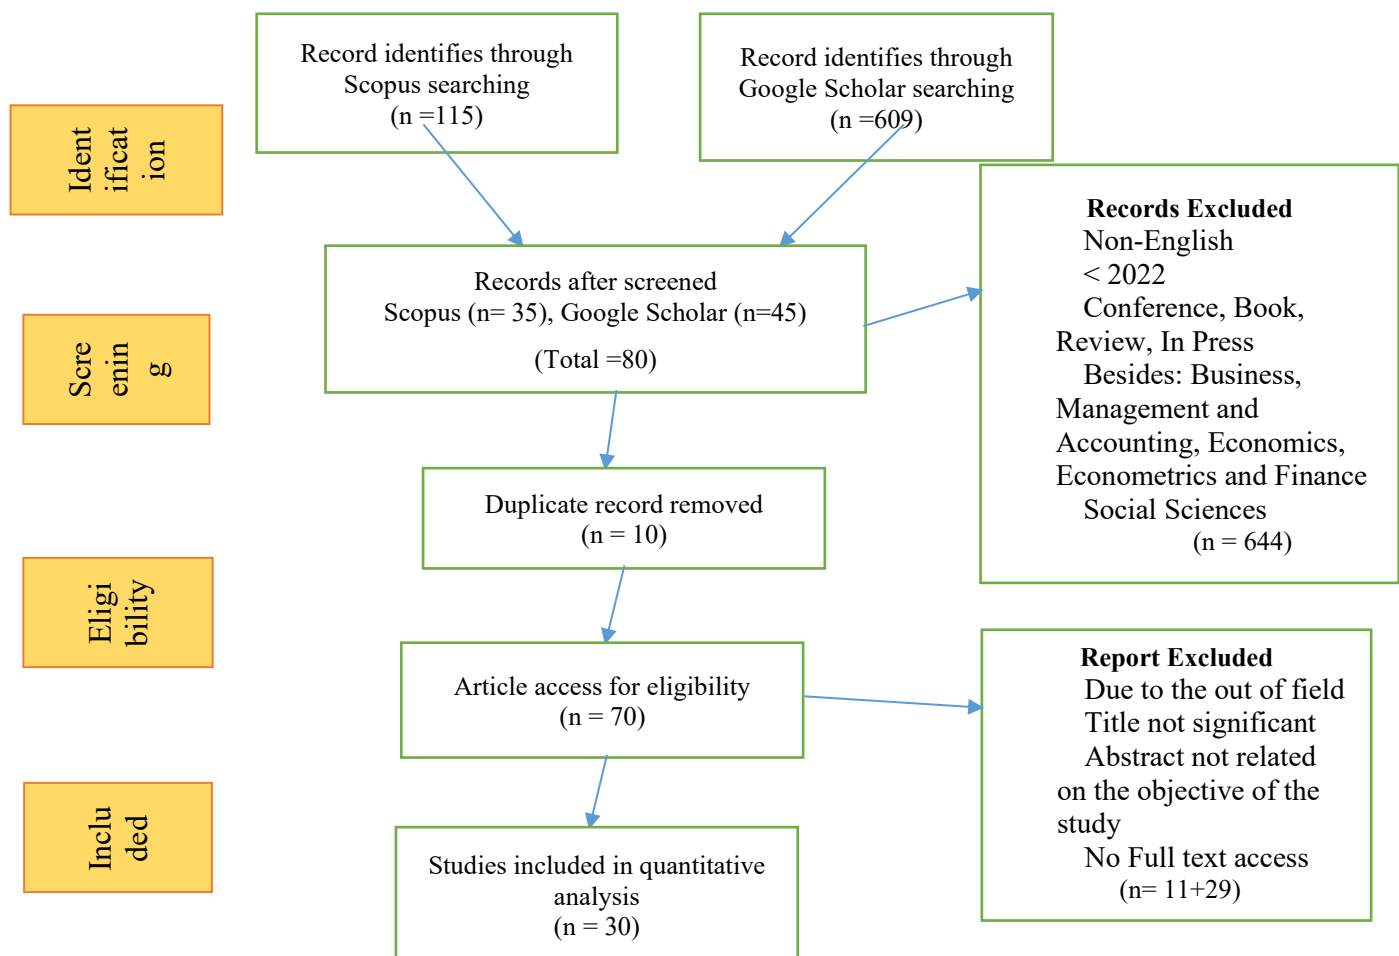 Record identifies through
Scopus searching
(n =115)
Record identifies through
Google Scholar searching
(n =609)
Ident
ificat
ion
Records Excluded
Non-English
< 2022
Conference, Book,
Review, In Press
Besides: Business,
Management and
Accounting, Economics,
Econometrics and Finance
Social Sciences
(n = 644)
Records after screened
Scopus (n= 35), Google Scholar (n=45)
(Total =80)
Scre
enin
g
Duplicate record removed
(n = 10)
Eligi
bility
Article access for eligibility
(n = 70)
Report Excluded
Due to the out of field
Title not significant
Abstract not related
on the objective of the
study
No Full text access
(n= 11+29)
Inclu
ded
Studies included in quantitative
analysis
(n = 30)